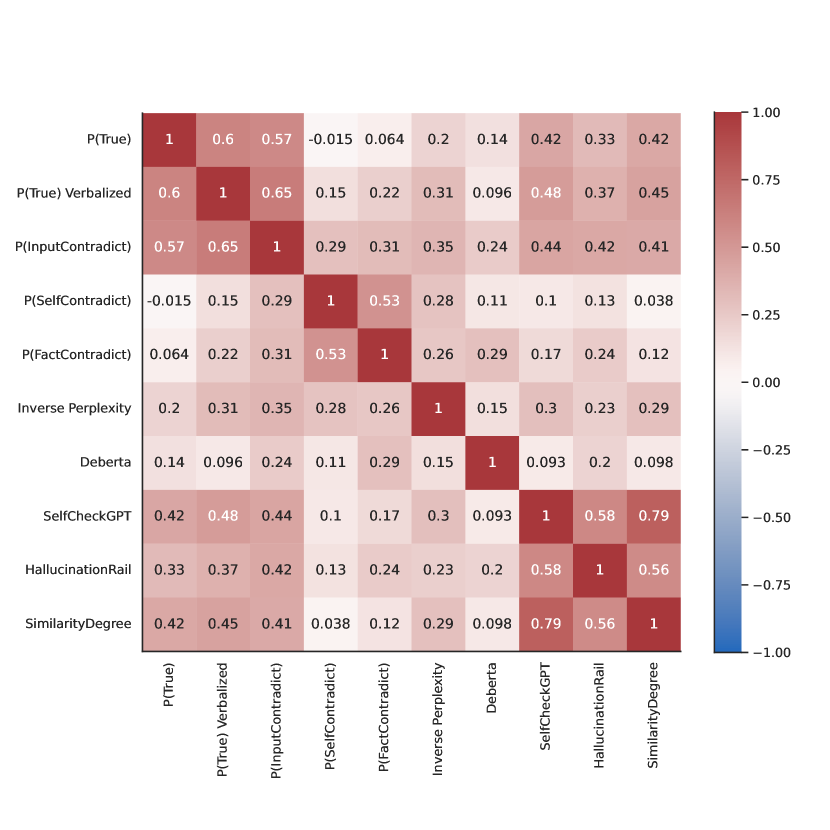 P(True) 1 0.6 0.57 -0.015 0.064 0.2 0.14 0.42 0.33 0.42
P(True) Verbalized 0.6 1 0.65 0.15 0.22 0.31 0.096 0.48 0.37 0.45
P(InputContradict) 0.57 0.65 1 0.29 0.31 0.35 0.24 0.44 0.42 0.41
P(SelfContradict) -0.015 0.15 0.29 1 0.53 0.28 0.11 0.1 0.13 0.038
P(FactContradict) 0.064 0.22 0.31 0.53 1 0.26 0.29 0.17 0.24 0.12
Inverse Perplexity 0.2 0.31 0.35 0.28 0.26 1 0.15 0.3 0.23 0.29
Deberta 0.14 0.096 0.24 0.11 0.29 0.15 1 0.093 0.2 0.098
SelfCheckGPT 0.42 0.48 0.44 0.1 0.17 0.3 0.093 1 0.58 0.79
HallucinationRail 0.33 0.37 0.42 0.13 0.24 0.23 0.2 0.58 1 0.56
SimilarityDegree 0.42 0.45 0.41 0.038 0.12 0.29 0.098 0.79 0.56 1
P(True)
P(True) Verbalized
P(InputContradict)
P(SelfContradict)
P(FactContradict)
Inverse Perplexity
Deberta
SelfCheckGPT
HallucinationRail
SimilarityDegree
1.00
0.75
0.50
0.25
0.00
−0.25
−0.50
−0.75
−1.00